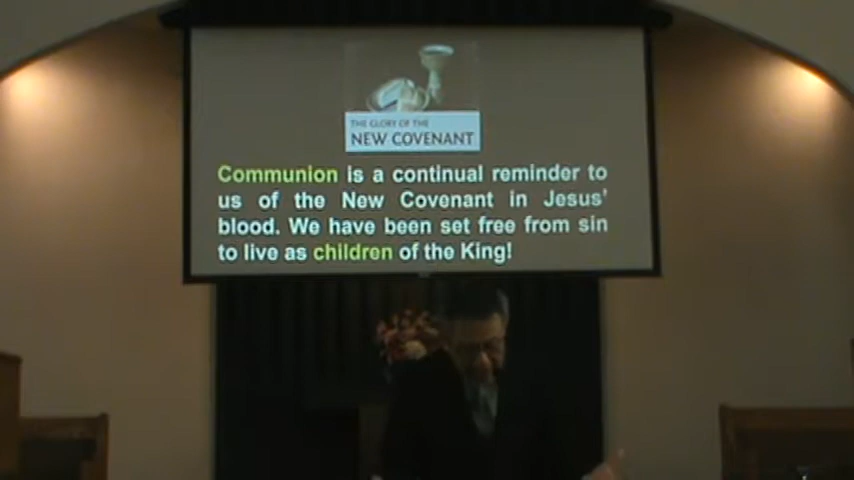 THE GLORY OF THE
NEW COVENANT
Communion is a continual reminder to
us of the New Covenant in Jesus'
blood. We have been set free from sin
to live as children of the King!